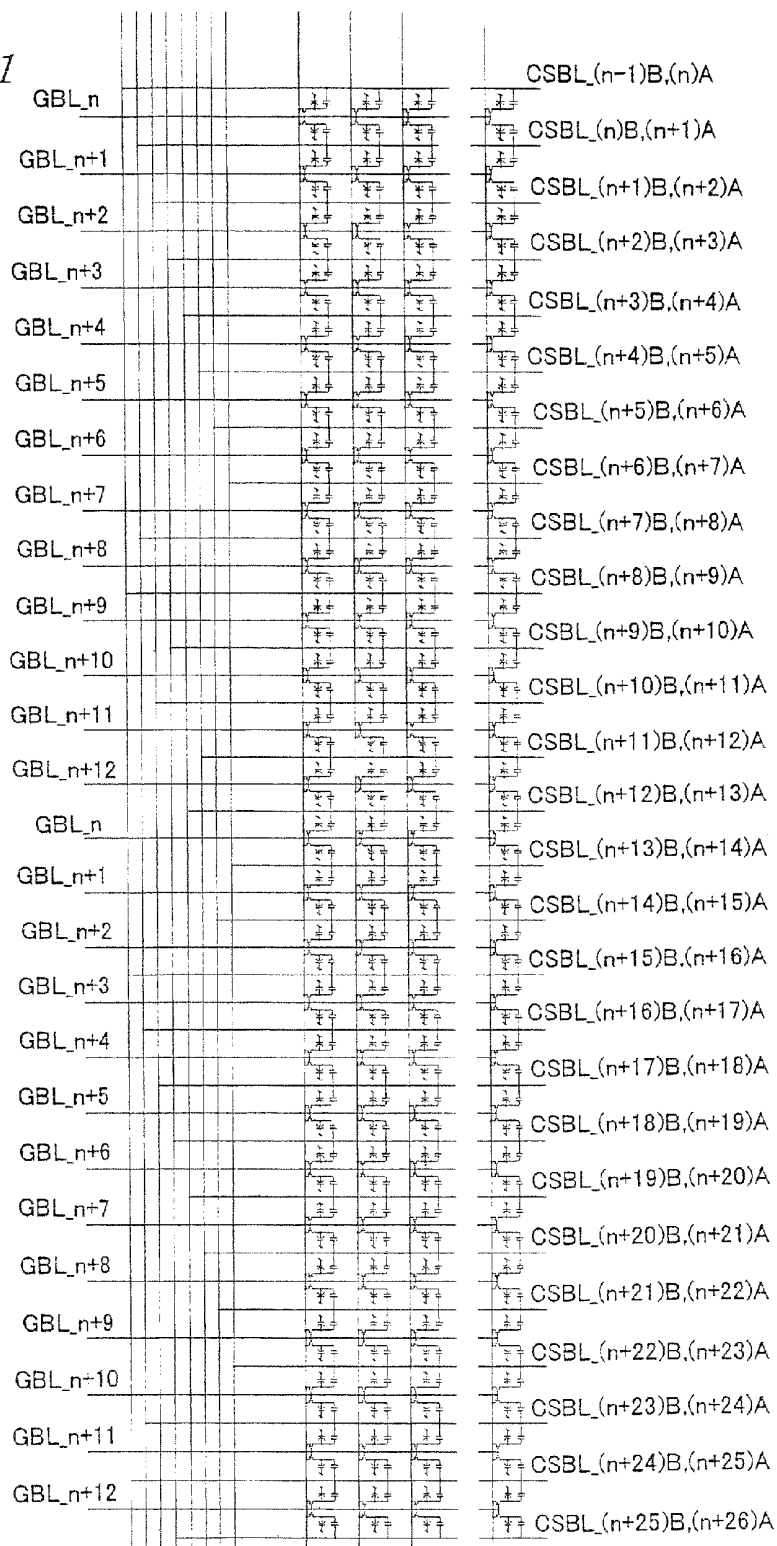 1
CSBL_(n-1)B,(n)A
GBL_n
CSBL_(n)B,(n+1)A
GBL_n+1
CSBL_(n+1)B,(n+2)A
GBL_n+2
CSBL_(n+2)B,(n+3)A
GBL_n+3
CSBL_(n+3)B,(n+4)A
GBL_n+4
CSBL_(n+4)B,(n+5)A
GBL_n+5
CSBL_(n+5)B,(n+6)A
GBL_n+6
CSBL_(n+6)B,(n+7)A
GBL_n+7
CSBL_(n+7)B,(n+8)A
GBL_n+8
CSBL_(n+8)B,(n+9)A
GBL_n+9
CSBL_(n+9)B,(n+10)A
GBL_n+10
CSBL_(n+10)B,(n+11)A
GBL_n+11
CSBL_(n+11)B,(n+12)A
GBL_n+12
CSBL_(n+12)B,(n+13)A
GBL_n
CSBL_(n+13)B,(n+14)A
GBL_n+1
CSBL_(n+14)B,(n+15)A
GBL_n+2
CSBL_(n+15)B,(n+16)A
GBL_n+3
CSBL_(n+16)B,(n+17)A
GBL_n+4
CSBL_(n+17)B,(n+18)A
GBL_n+5
CSBL_(n+18)B,(n+19)A
GBL_n+6
CSBL_(n+19)B,(n+20)A
GBL_n+7
CSBL_(n+20)B,(n+21)A
GBL_n+8
CSBL_(n+21)B,(n+22)A
GBL_n+9
CSBL_(n+22)B,(n+23)A
GBL_n+10
CSBL_(n+23)B,(n+24)A
GBL_n+11
CSBL_(n+24)B,(n+25)A
GBL_n+12
CSBL_(n+25)B,(n+26)A